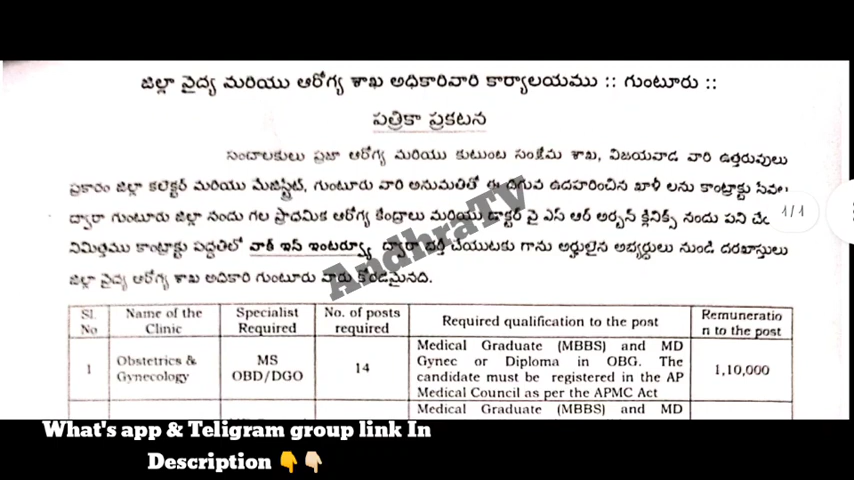 జిల్లా వైద్య మరియు ఆరోగ్య శాఖ అధికారివారి కార్యాలయము :: గుంటూరు ::
పత్రికా ప్రకటన
సంచాలకులు ప్రజా ఆరోగ్య మరియు కుటుంబ సంక్షేమ శాఖ, విజయవాడ వారి ఉత్తరువులు
ప్రకారం జిల్లా కలెక్టర్ మరియు మేజిస్ట్రేట్, గుంటూరు వారి అనుమతితో ఈ దిగువ ఉదహరించిన ఖాళీ లను కాంట్రాక్టు
ద్వారా గుంటూరు జిల్లా నందు గల ప్రాధమిక ఆరోగ్య కేంద్రాలు మరియు డాక్టర్ వై ఎస్ ఆర్ అర్బన్ క్లినిక్స్ నందు పని
1/1
నిమిత్తము కాంట్రాక్టు పద్ధతిలో వాక్ ఇన్ ఇంటర్వ్యూ ద్వారా భర్తీ చేయుటకు గాను అర్హులైన అభ్యర్ధులు నుండి దరఖాస్తులు
జిల్లా వైద్య ఆరోగ్య శాఖ అధికారి గుంటూరు వారు కోరడమైనది.
AndhraTV
Sl. No | Name of the Clinic | Specialist Required | No. of posts required | Required qualification to the post | Remuneratio n to the post
1 | Obstetrics & Gynecology | MS OBD/DGO | 14 | Medical Graduate (MBBS) and MD Gynec or Diploma in OBG. The candidate must be registered in the AP Medical Council as per the APMC Act | 1,10,000
Medical Graduate (MBBS) and MD
What's app & Teligram group link In
Description 👇👇🏻